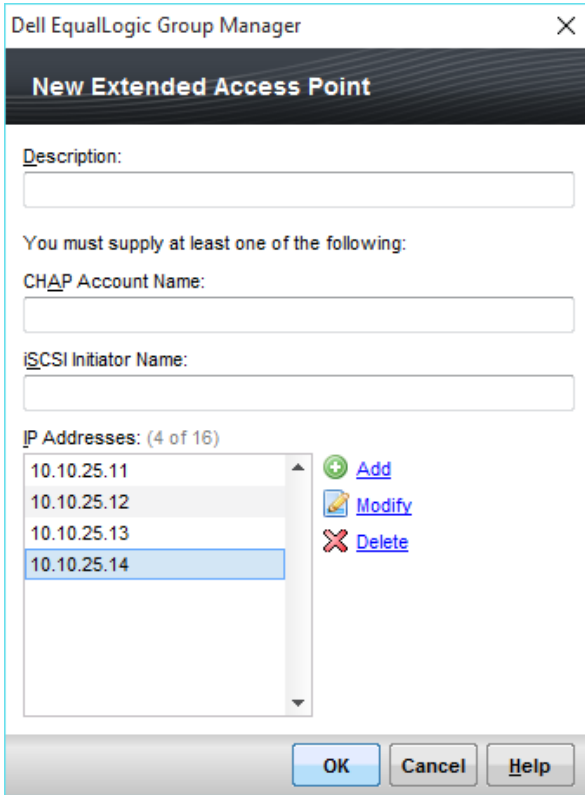 Dell EqualLogic Group Manager
New Extended Access Point
Description:
You must supply at least one of the following:
CHAP Account Name:
iSCSI Initiator Name:
IP Addresses: (4 of 16)
10.10.25.11
10.10.25.12
10.10.25.13
10.10.25.14
Add
Modify
Delete
OK Cancel Help